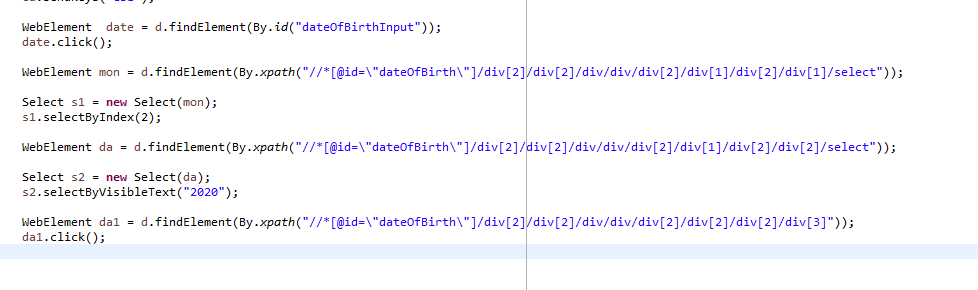 WebElement  date = d.findElement(By.id("dateOfBirthInput"));
date.click();
WebElement mon = d.findElement(By.xpath("//*[@id=\"dateOfBirth\"]/div[2]/div[2]/div/div/div[2]/div[1]/div[2]/div[1]/select"));
Select s1 = new Select(mon);
s1.selectByIndex(2);
WebElement da = d.findElement(By.xpath("//*[@id=\"dateOfBirth\"]/div[2]/div[2]/div/div/div[2]/div[1]/div[2]/div[2]/select"));
Select s2 = new Select(da);
s2.selectByVisibleText("2020");
WebElement da1 = d.findElement(By.xpath("//*[@id=\"dateOfBirth\"]/div[2]/div[2]/div/div/div[2]/div[2]/div[2]/div[3]"));
da1.click();